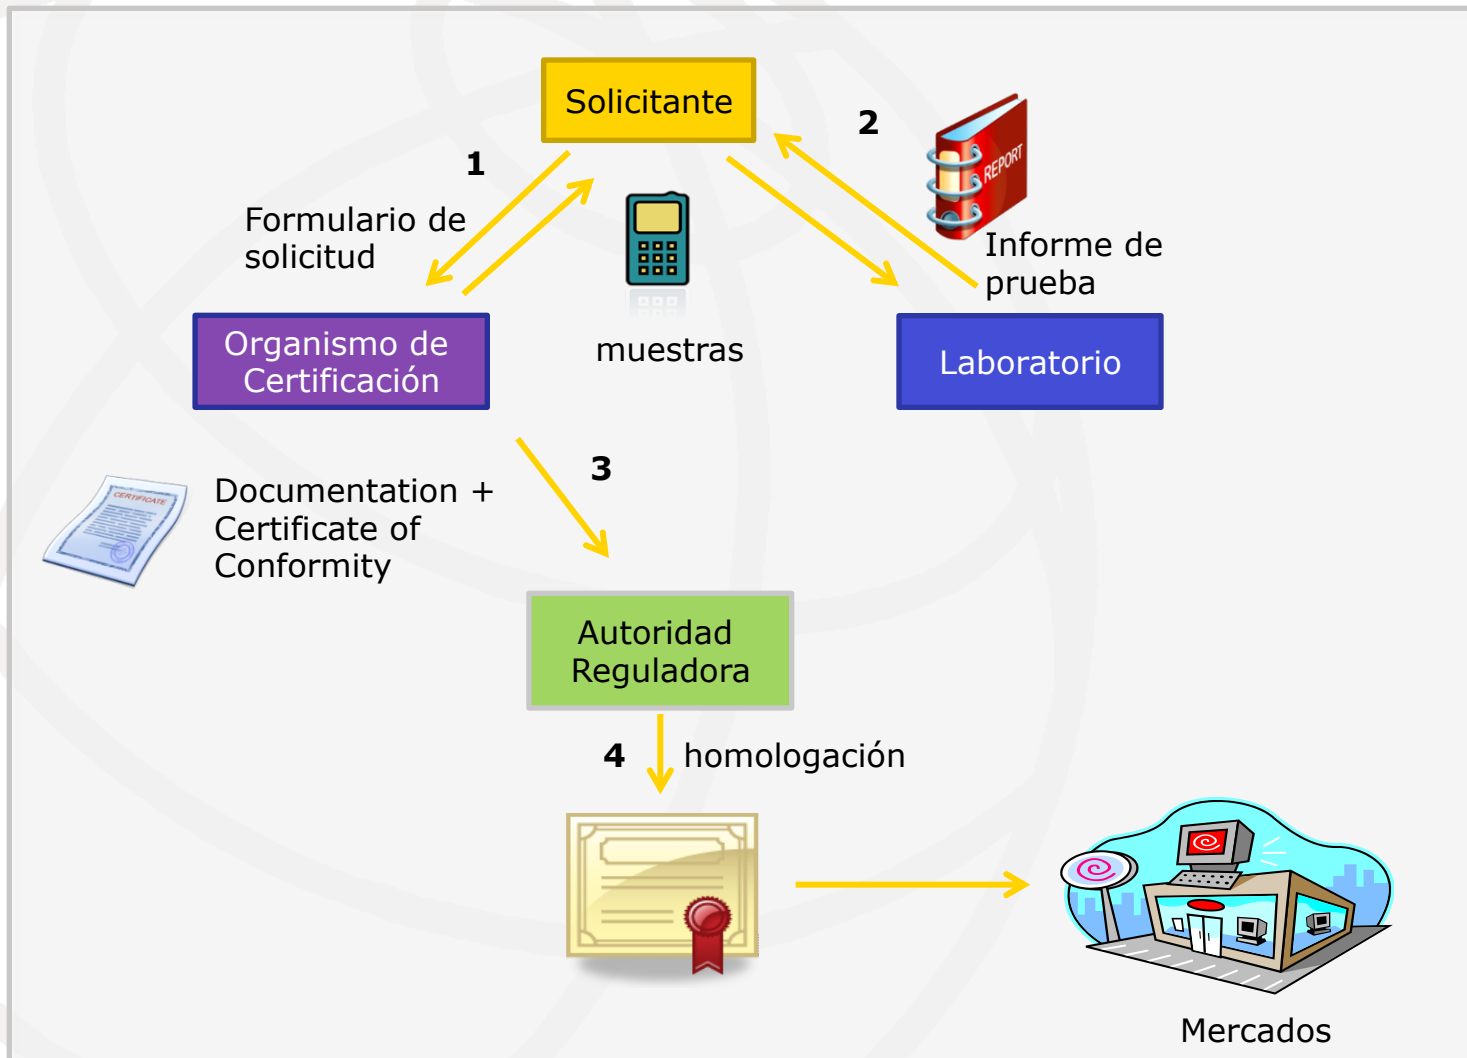 Solicitante
1
2
REPORT
Formulario de
solicitud
Informe de
prueba
Organismo de
Certificación
muestras
Laboratorio
3
CERTIFICATE
Documentation +
Certificate of
Conformity
Autoridad
Reguladora
4
homologación
Mercados